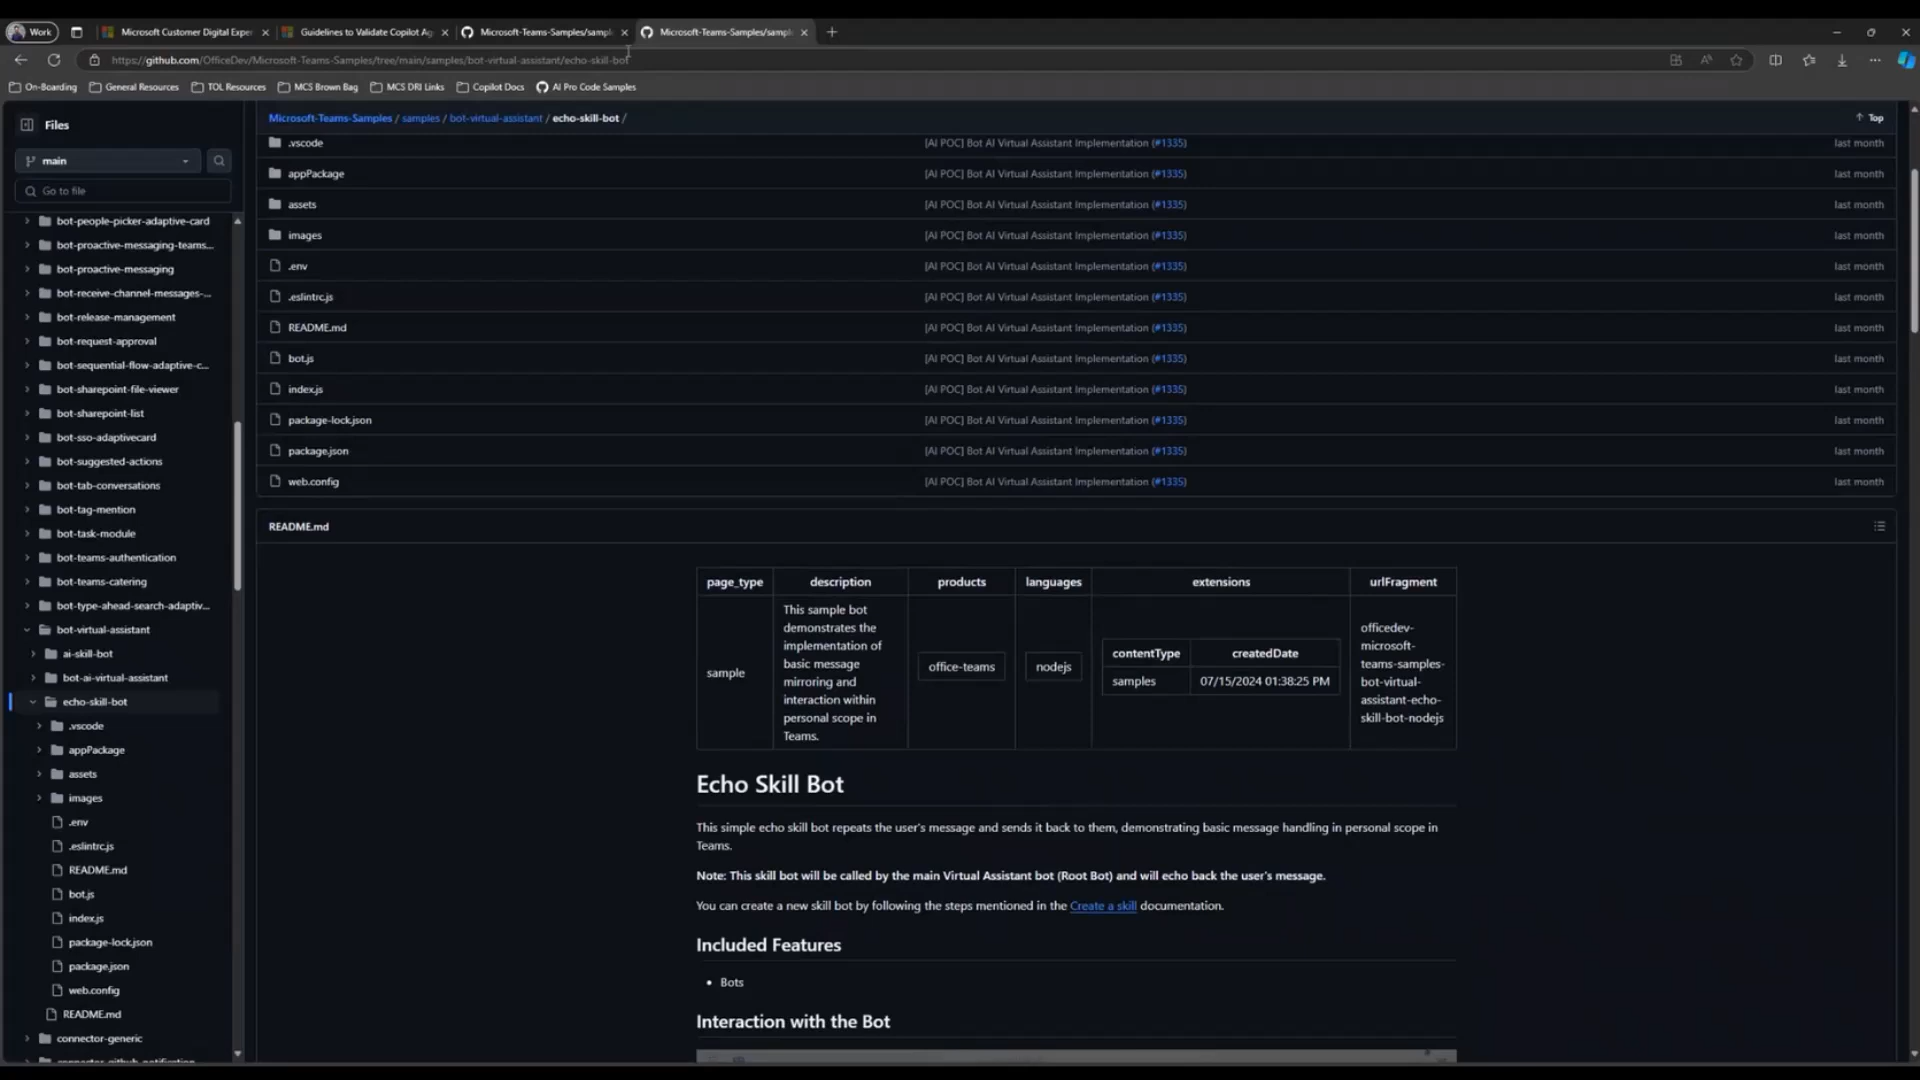 Work
Microsoft Customer Digital Exper
Guidelines to Validate Copilot Ag
Microsoft-Teams-Samples/sampl
Microsoft-Teams-Samples/sampl
https://github.com/OfficeDev/Microsoft-Teams-Samples/tree/main/samples/bot-virtual-assistant/echo-skill-bot
On-Boarding
General Resources
TOL Resources
MCS Brown Bag
MCS DRI Links
Copilot Docs
AI Pro Code Samples
Files
main
Go to file
bot-people-picker-adaptive-card
bot-proactive-messaging-teams...
bot-proactive-messaging
bot-receive-channel-messages-...
bot-release-management
bot-request-approval
bot-sequential-flow-adaptive-c...
bot-sharepoint-file-viewer
bot-sharepoint-list
bot-sso-adaptivecard
bot-suggested-actions
bot-tab-conversations
bot-tag-mention
bot-task-module
bot-teams-authentication
bot-teams-catering
bot-type-ahead-search-adaptiv...
bot-virtual-assistant
ai-skill-bot
bot-ai-virtual-assistant
echo-skill-bot
.vscode
appPackage
assets
images
.env
.eslintrc.js
README.md
bot.js
index.js
package-lock.json
package.json
web.config
README.md
connector-generic
Microsoft-Teams-Samples / samples / bot-virtual-assistant / echo-skill-bot /
Top
.vscode [AI POC] Bot AI Virtual Assistant Implementation (#1335) last month
appPackage [AI POC] Bot AI Virtual Assistant Implementation (#1335) last month
assets [AI POC] Bot AI Virtual Assistant Implementation (#1335) last month
images [AI POC] Bot AI Virtual Assistant Implementation (#1335) last month
.env [AI POC] Bot AI Virtual Assistant Implementation (#1335) last month
.eslintrc.js [AI POC] Bot AI Virtual Assistant Implementation (#1335) last month
README.md [AI POC] Bot AI Virtual Assistant Implementation (#1335) last month
bot.js [AI POC] Bot AI Virtual Assistant Implementation (#1335) last month
index.js [AI POC] Bot AI Virtual Assistant Implementation (#1335) last month
package-lock.json [AI POC] Bot AI Virtual Assistant Implementation (#1335) last month
package.json [AI POC] Bot AI Virtual Assistant Implementation (#1335) last month
web.config [AI POC] Bot AI Virtual Assistant Implementation (#1335) last month
README.md
page_type description products languages extensions urlFragment
sample
This sample bot
demonstrates the
implementation of
basic message
mirroring and
interaction within
personal scope in
Teams.
office-teams
nodejs
contentType createdDate
samples 07/15/2024 01:38:25 PM
officedev-
microsoft-
teams-samples-
bot-virtual-
assistant-echo-
skill-bot-nodejs
Echo Skill Bot
This simple echo skill bot repeats the user's message and sends it back to them, demonstrating basic message handling in personal scope in
Teams.
Note: This skill bot will be called by the main Virtual Assistant bot (Root Bot) and will echo back the user's message.
You can create a new skill bot by following the steps mentioned in the Create a skill documentation.
Included Features
• Bots
Interaction with the Bot